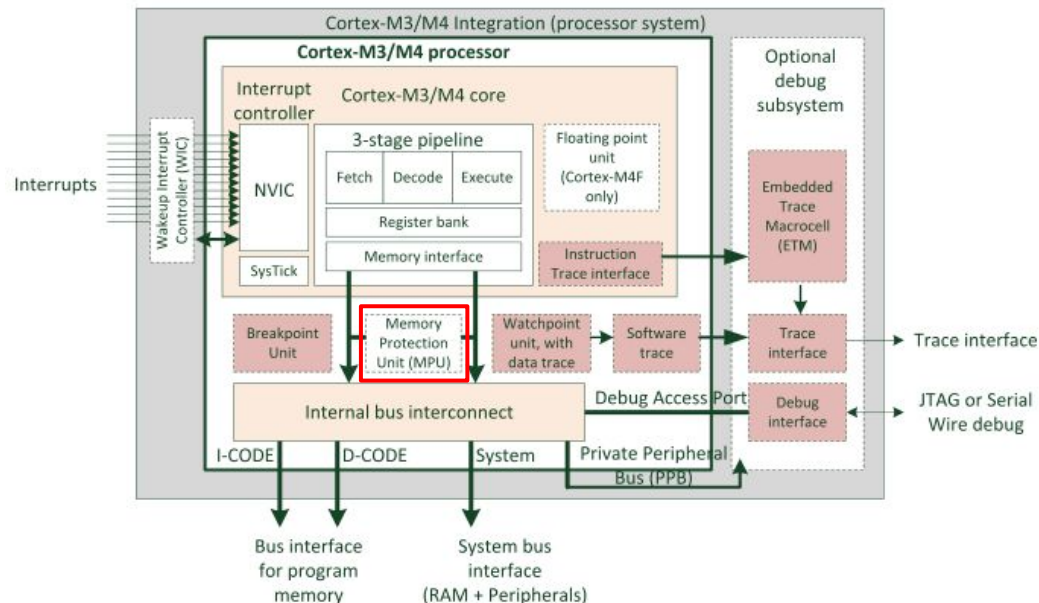 Cortex-M3/M4 Integration (processor system)
Cortex-M3/M4 processor
Interrupt
controller
Cortex-M3/M4 core
Optional
debug
subsystem
Interrupts
Wakeup Interrupt
Controller (WIC)
NVIC
SysTick
3-stage pipeline
Fetch
Decode
Execute
Register bank
Memory interface
Floating point
unit
(Cortex-M4F
only)
Instruction
Trace interface
Embedded
Trace
Macrocell
(ETM)
Breakpoint
Unit
Memory
Protection
Unit (MPU)
Watchpoint
unit, with
data trace
Software
trace
Trace
interface
Trace interface
Internal bus interconnect
Debug Access Port
Debug
interface
JTAG or Serial
Wire debug
I-CODE
D-CODE
System
Private Peripheral
Bus (PPB)
Bus interface
for program
memory
System bus
interface
(RAM + Peripherals)